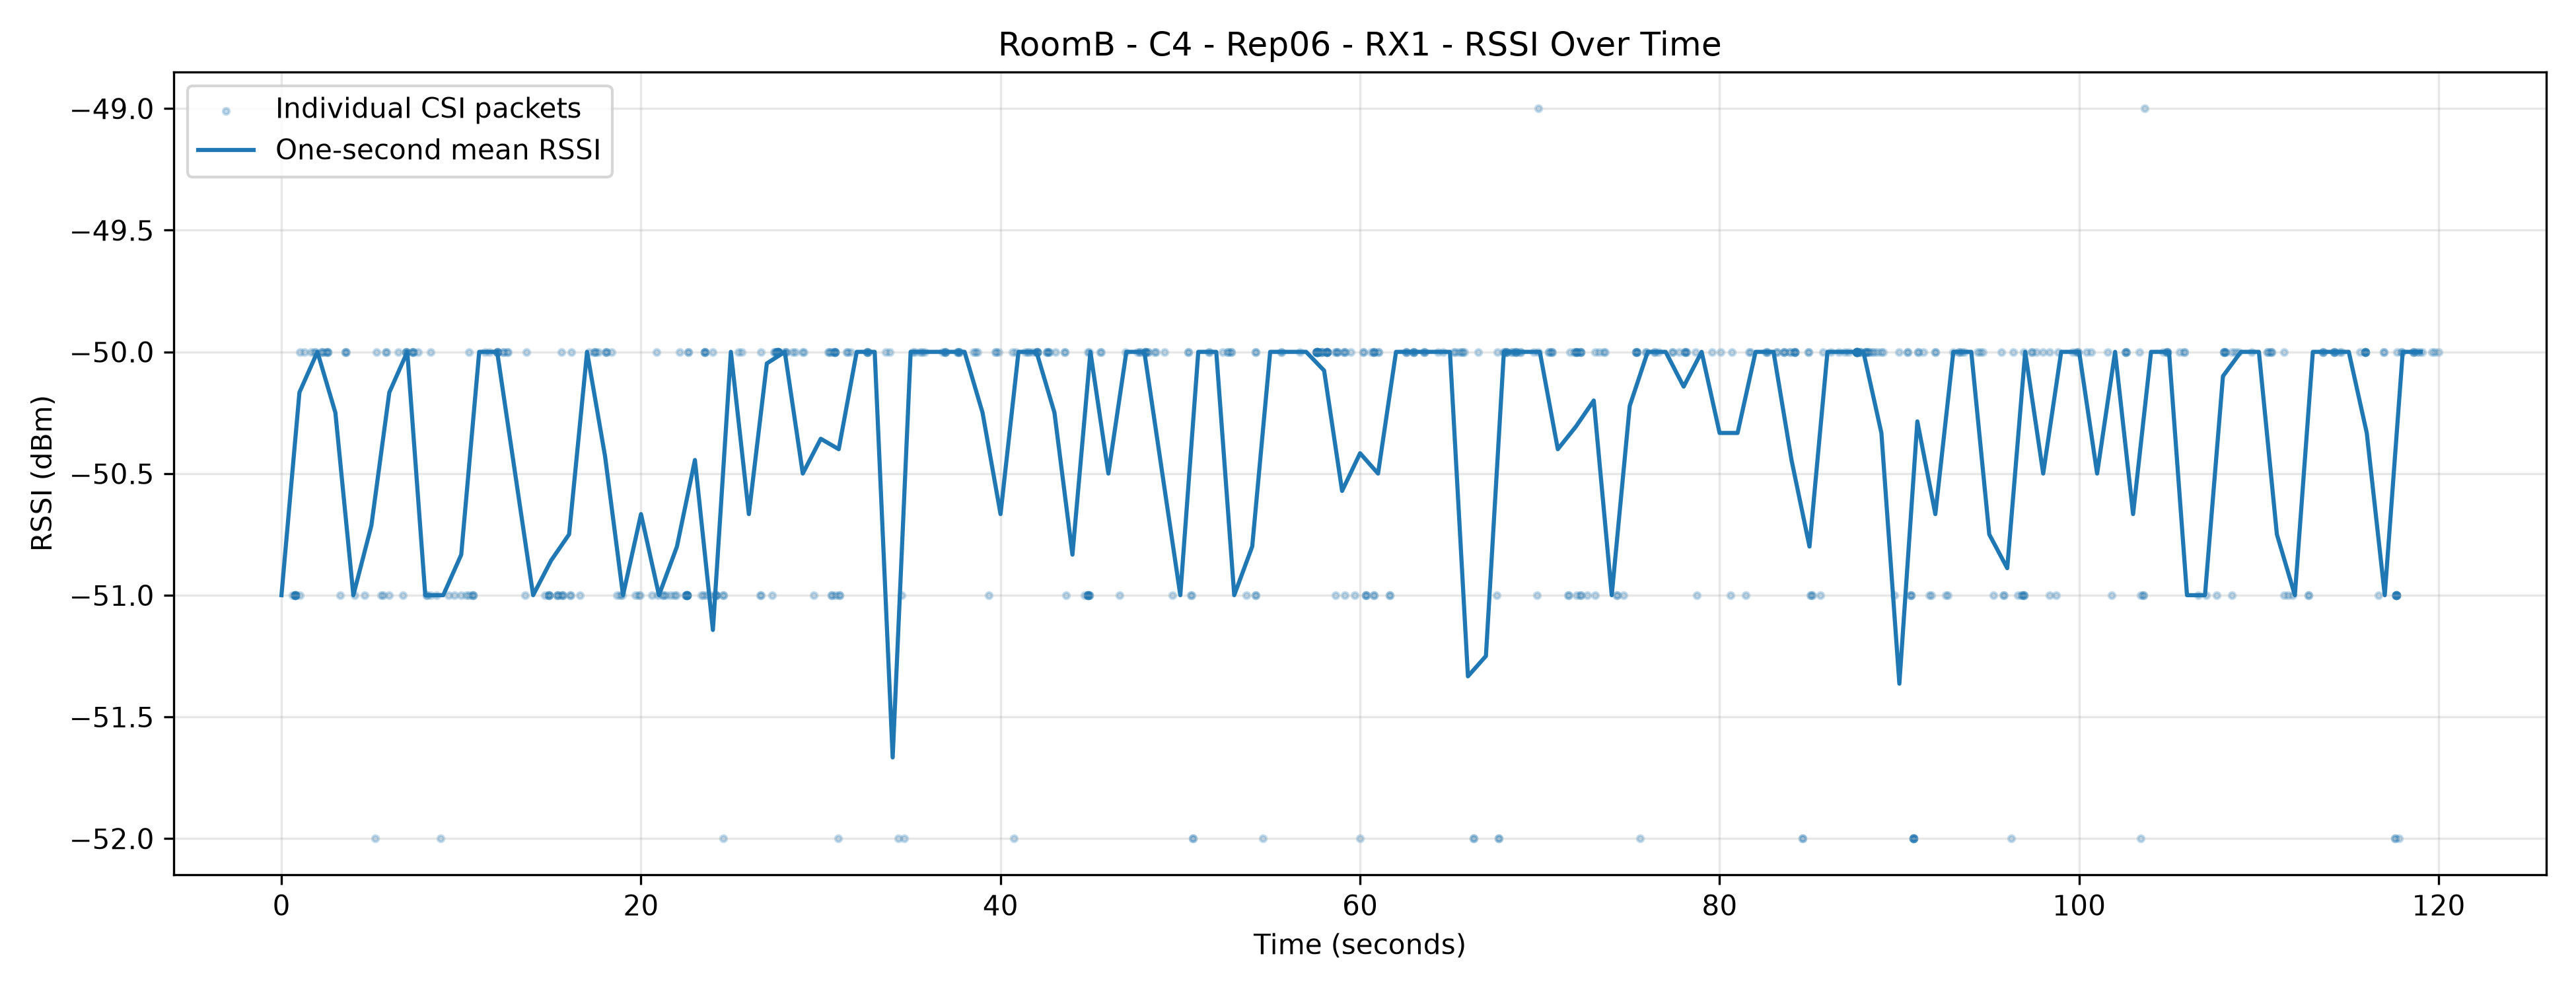 RoomB - C4 - Rep06 - RX1 - RSSI Over Time
Individual CSI packets
One-second mean RSSI
RSSI (dBm)
−49.0
−49.5
−50.0
−50.5
−51.0
−51.5
−52.0
0 20 40 60 80 100 120
Time (seconds)